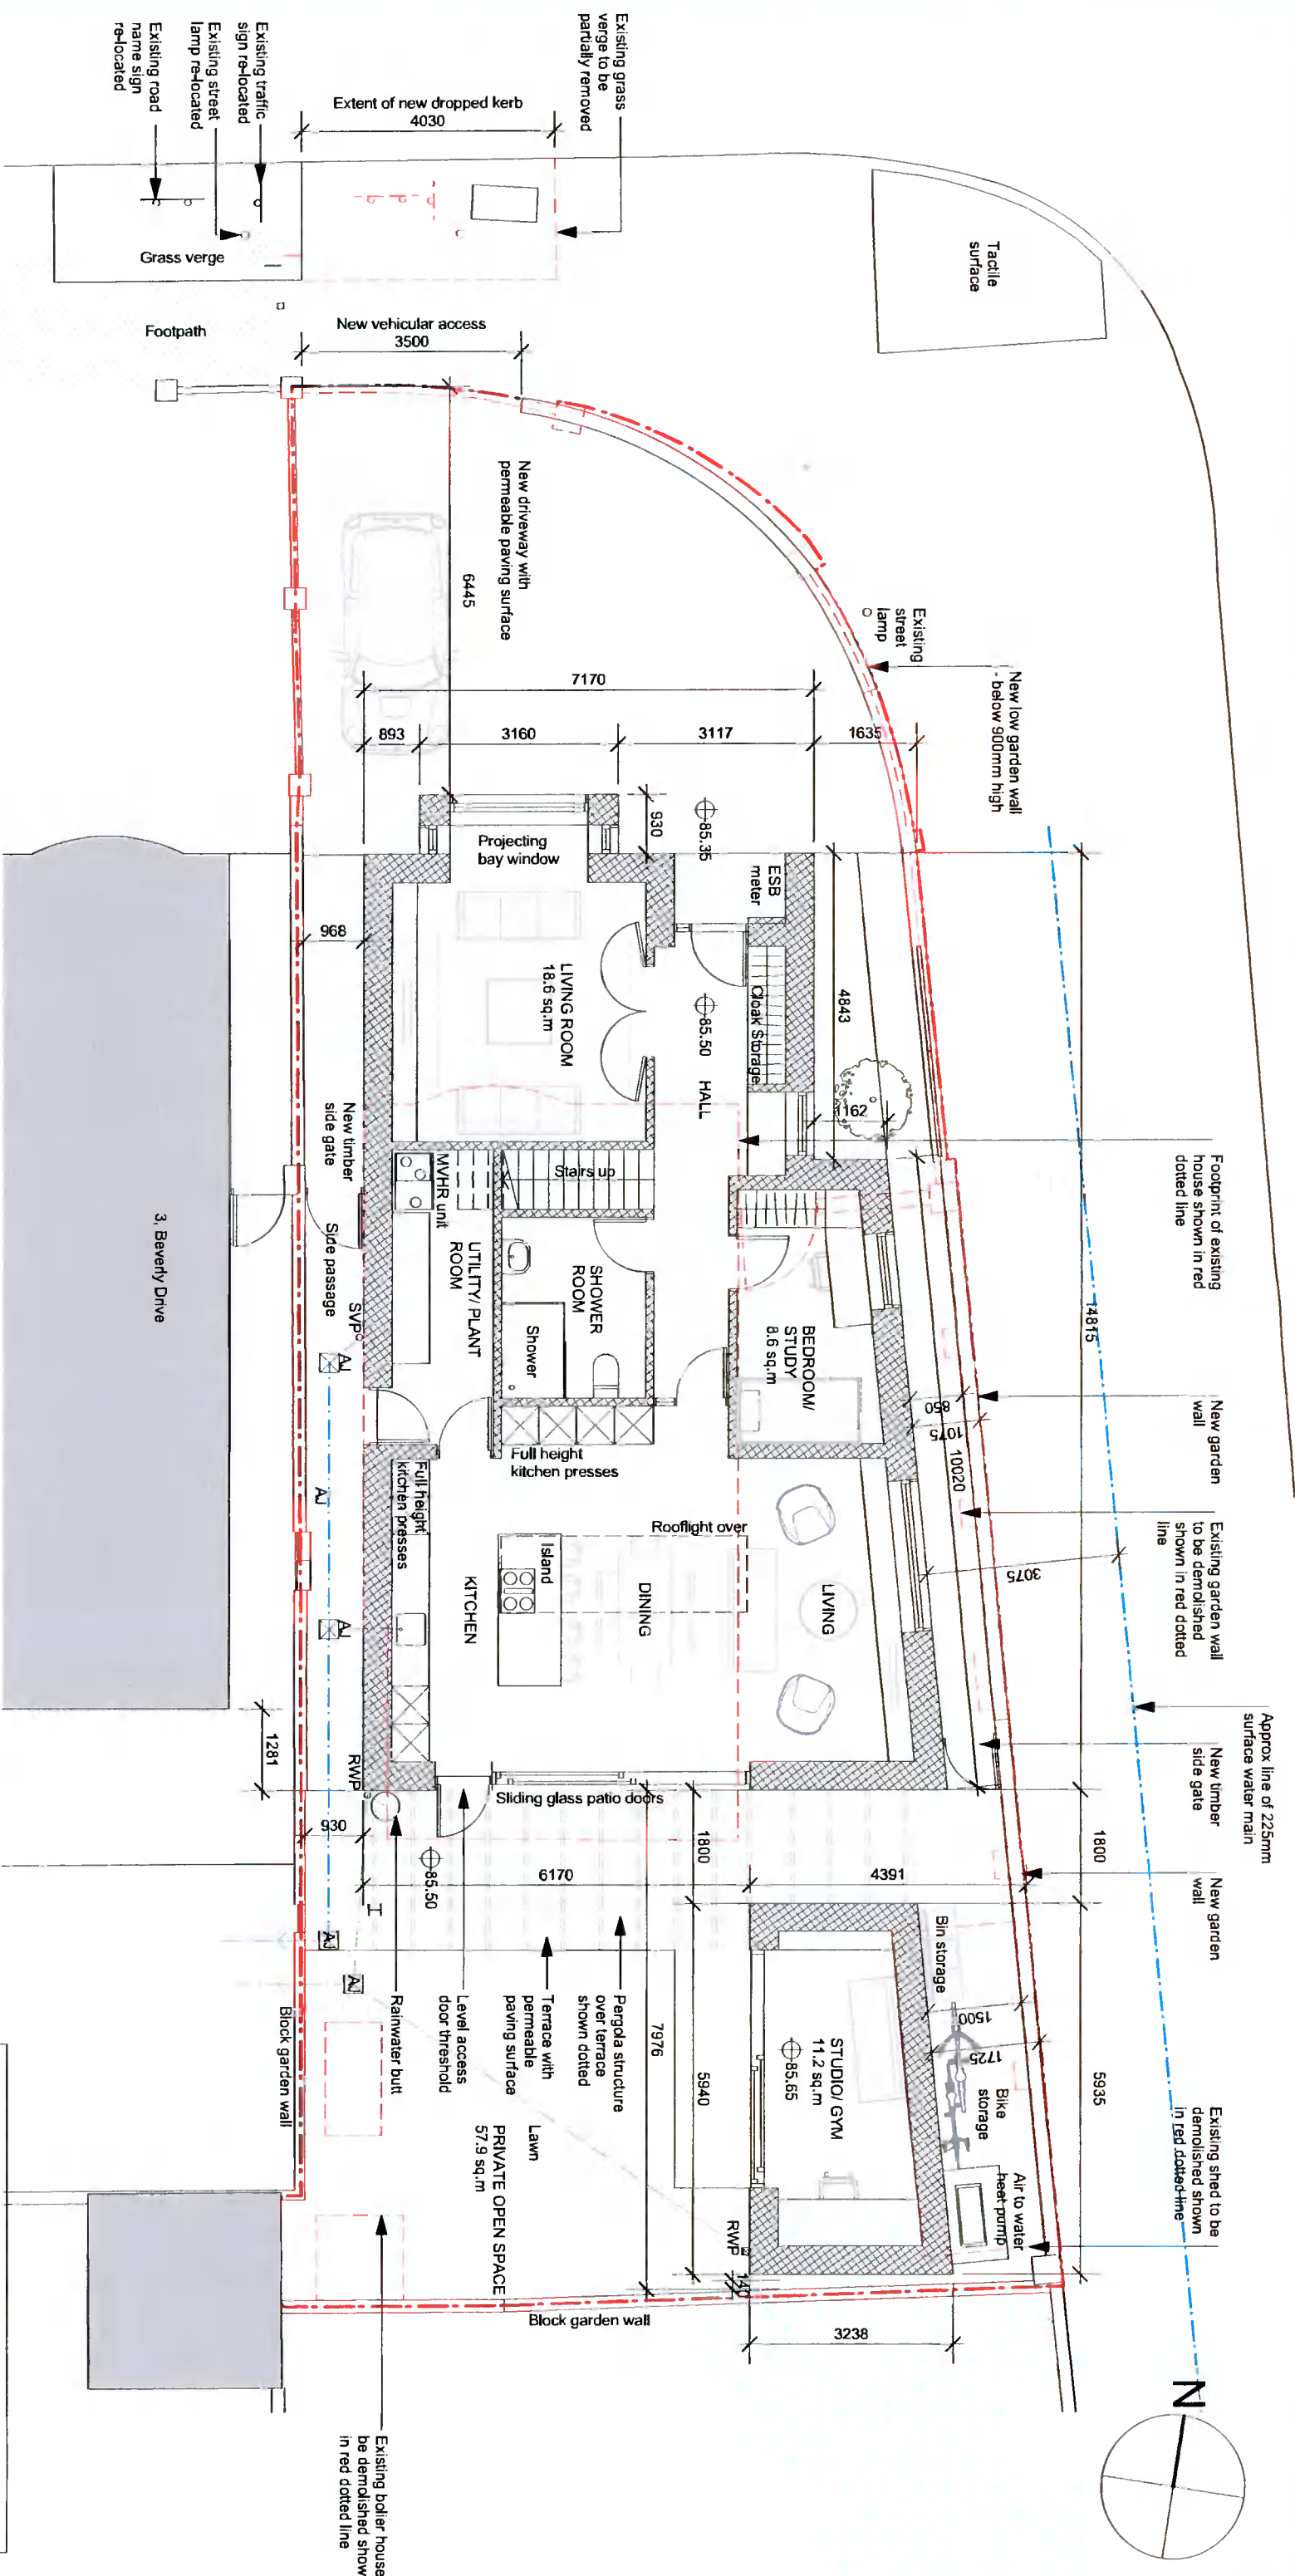 Existing grass
verge to be
partially removed
Existing traffic
sign re-located
Existing street
lamp re-located
Existing road
name sign
re-located
Extent of new dropped kerb
4030
Grass verge
Footpath
New vehicular access
3500
Tactile
surface
New driveway with
permeable paving surface
6445
Existing
street
lamp
New low garden wall
- below 900mm high
7170
893
3160
3117
1635
930
85.35
Projecting
bay window
ESB
meter
968
LIVING ROOM
18.6 sq.m
85.50
HALL
Cloak Storage
4843
1162
14815
Footprint of existing
house shown in red
dotted line
New timber
side gate
Side passage
3, Beverly Drive
MVHR unit
Stairs up
UTILITY/ PLANT
ROOM
SHOWER
ROOM
Shower
SVP
AJ
BEDROOM/
STUDY
8.6 sq.m
850
1075
10020
New garden
wall
Existing garden wall
to be demolished
shown in red dotted
line
Full height
kitchen presses
Full height
kitchen presses
AJ
Rooflight over
Island
KITCHEN
DINING
LIVING
3075
AJ
Approx line of 225mm
surface water main
New timber
side gate
New garden
wall
1281
RWP
930
Sliding glass patio doors
1800
1800
85.50
6170
4391
AJ
AJ
Rainwater butt
Level access
door threshold
Terrace with
permeable
paving surface
Pergola structure
over terrace
shown dotted
7976
5940
5935
Bin storage
1500
1725
Bike
storage
STUDIO/ GYM
11.2 sq.m
85.65
Existing shed to be
demolished shown
in red dotted line
Air to water
heat pump
Block garden wall
Lawn
PRIVATE OPEN SPACE
57.9 sq.m
RWP
Block garden wall
3238
N
Existing bolier house
be demolished show
in red dotted line